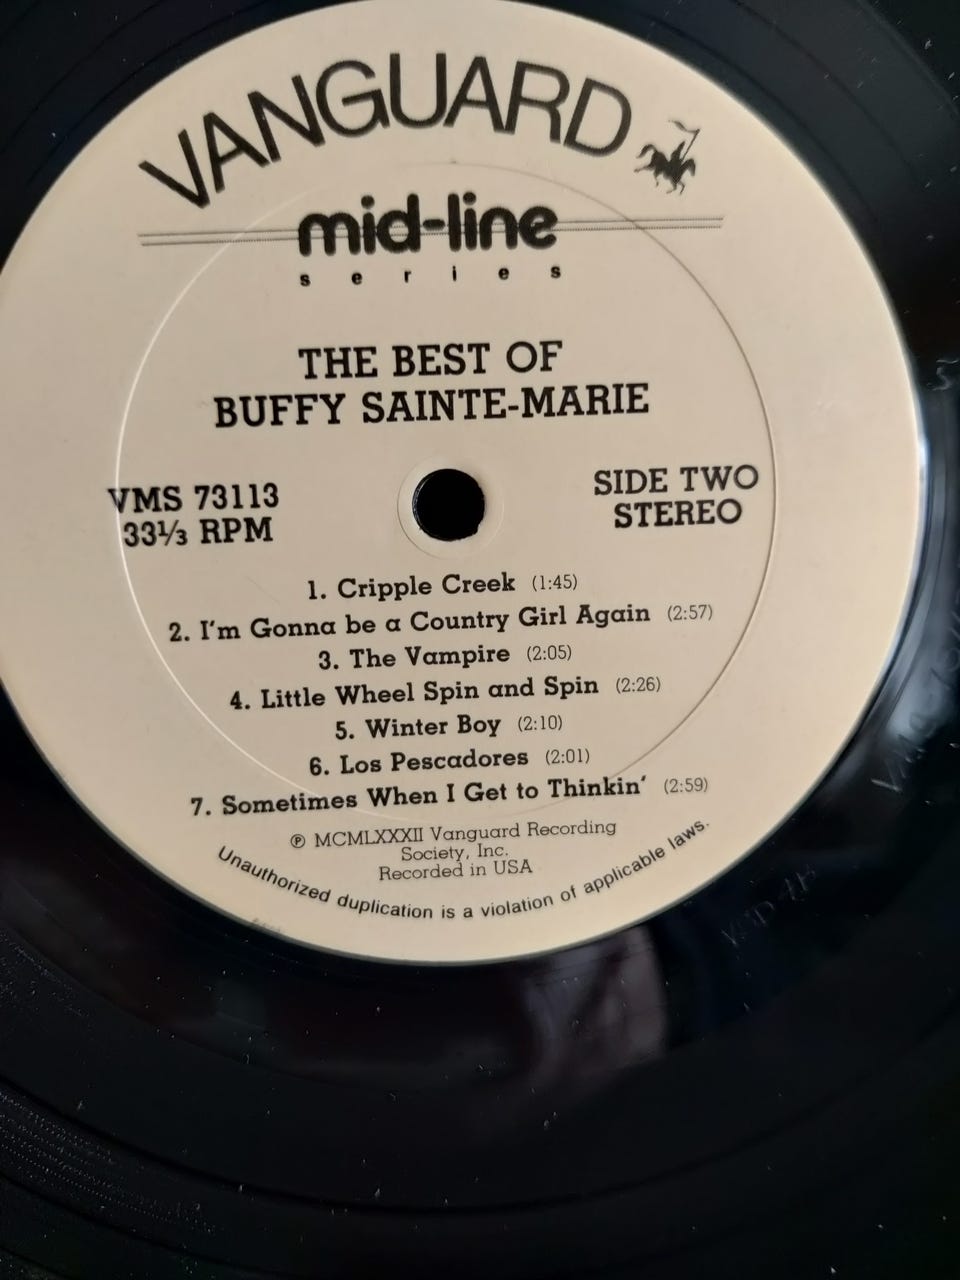 VANGUARD
mid-line
series
THE BEST OF
BUFFY SAINTE-MARIE
VMS 73113
33⅓ RPM
SIDE TWO
STEREO
1. Cripple Creek (1:45)
2. I'm Gonna be a Country Girl Again (2:57)
3. The Vampire (2:05)
4. Little Wheel Spin and Spin (2:26)
5. Winter Boy (2:10)
6. Los Pescadores (2:01)
7. Sometimes When I Get to Thinkin' (2:59)
℗ MCMLXXXII Vanguard Recording
Society, Inc.
Recorded in USA
Unauthorized duplication is a violation of applicable laws.